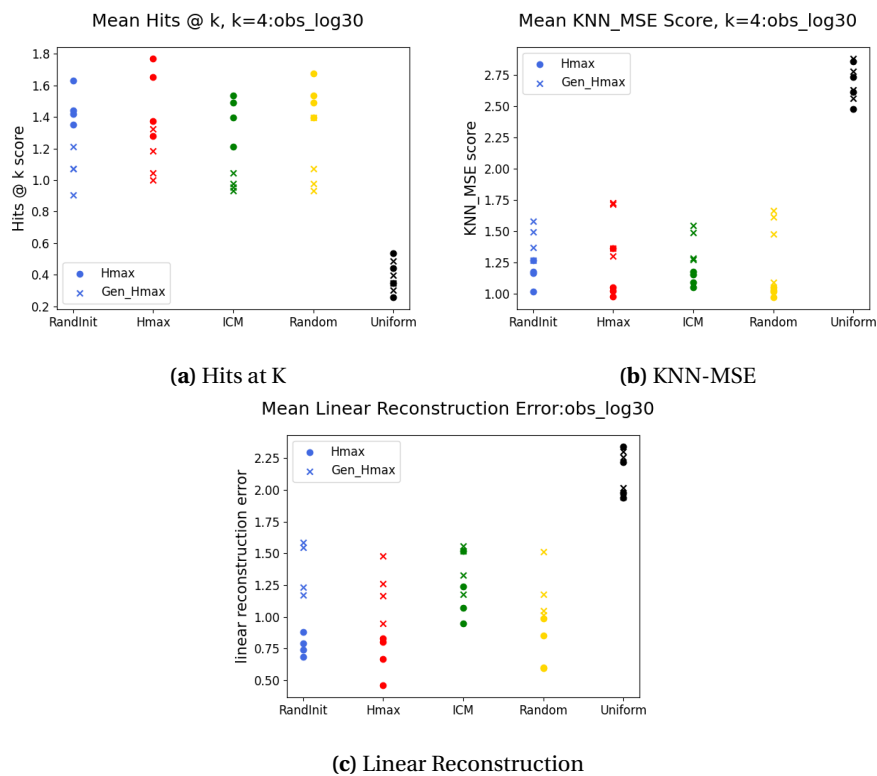 Mean Hits @ k, k=4:obs_log30
1.8
1.6
1.4
1.2
1.0
0.8
0.6
0.4
0.2
Hits @ k score
Hmax
Gen_Hmax
RandInit Hmax ICM Random Uniform
(a) Hits at K
Mean KNN_MSE Score, k=4:obs_log30
2.75
2.50
2.25
2.00
1.75
1.50
1.25
1.00
KNN_MSE score
Hmax
Gen_Hmax
RandInit Hmax ICM Random Uniform
(b) KNN-MSE
Mean Linear Reconstruction Error:obs_log30
2.25
2.00
1.75
1.50
1.25
1.00
0.75
0.50
linear reconstruction error
Hmax
Gen_Hmax
RandInit Hmax ICM Random Uniform
(c) Linear Reconstruction